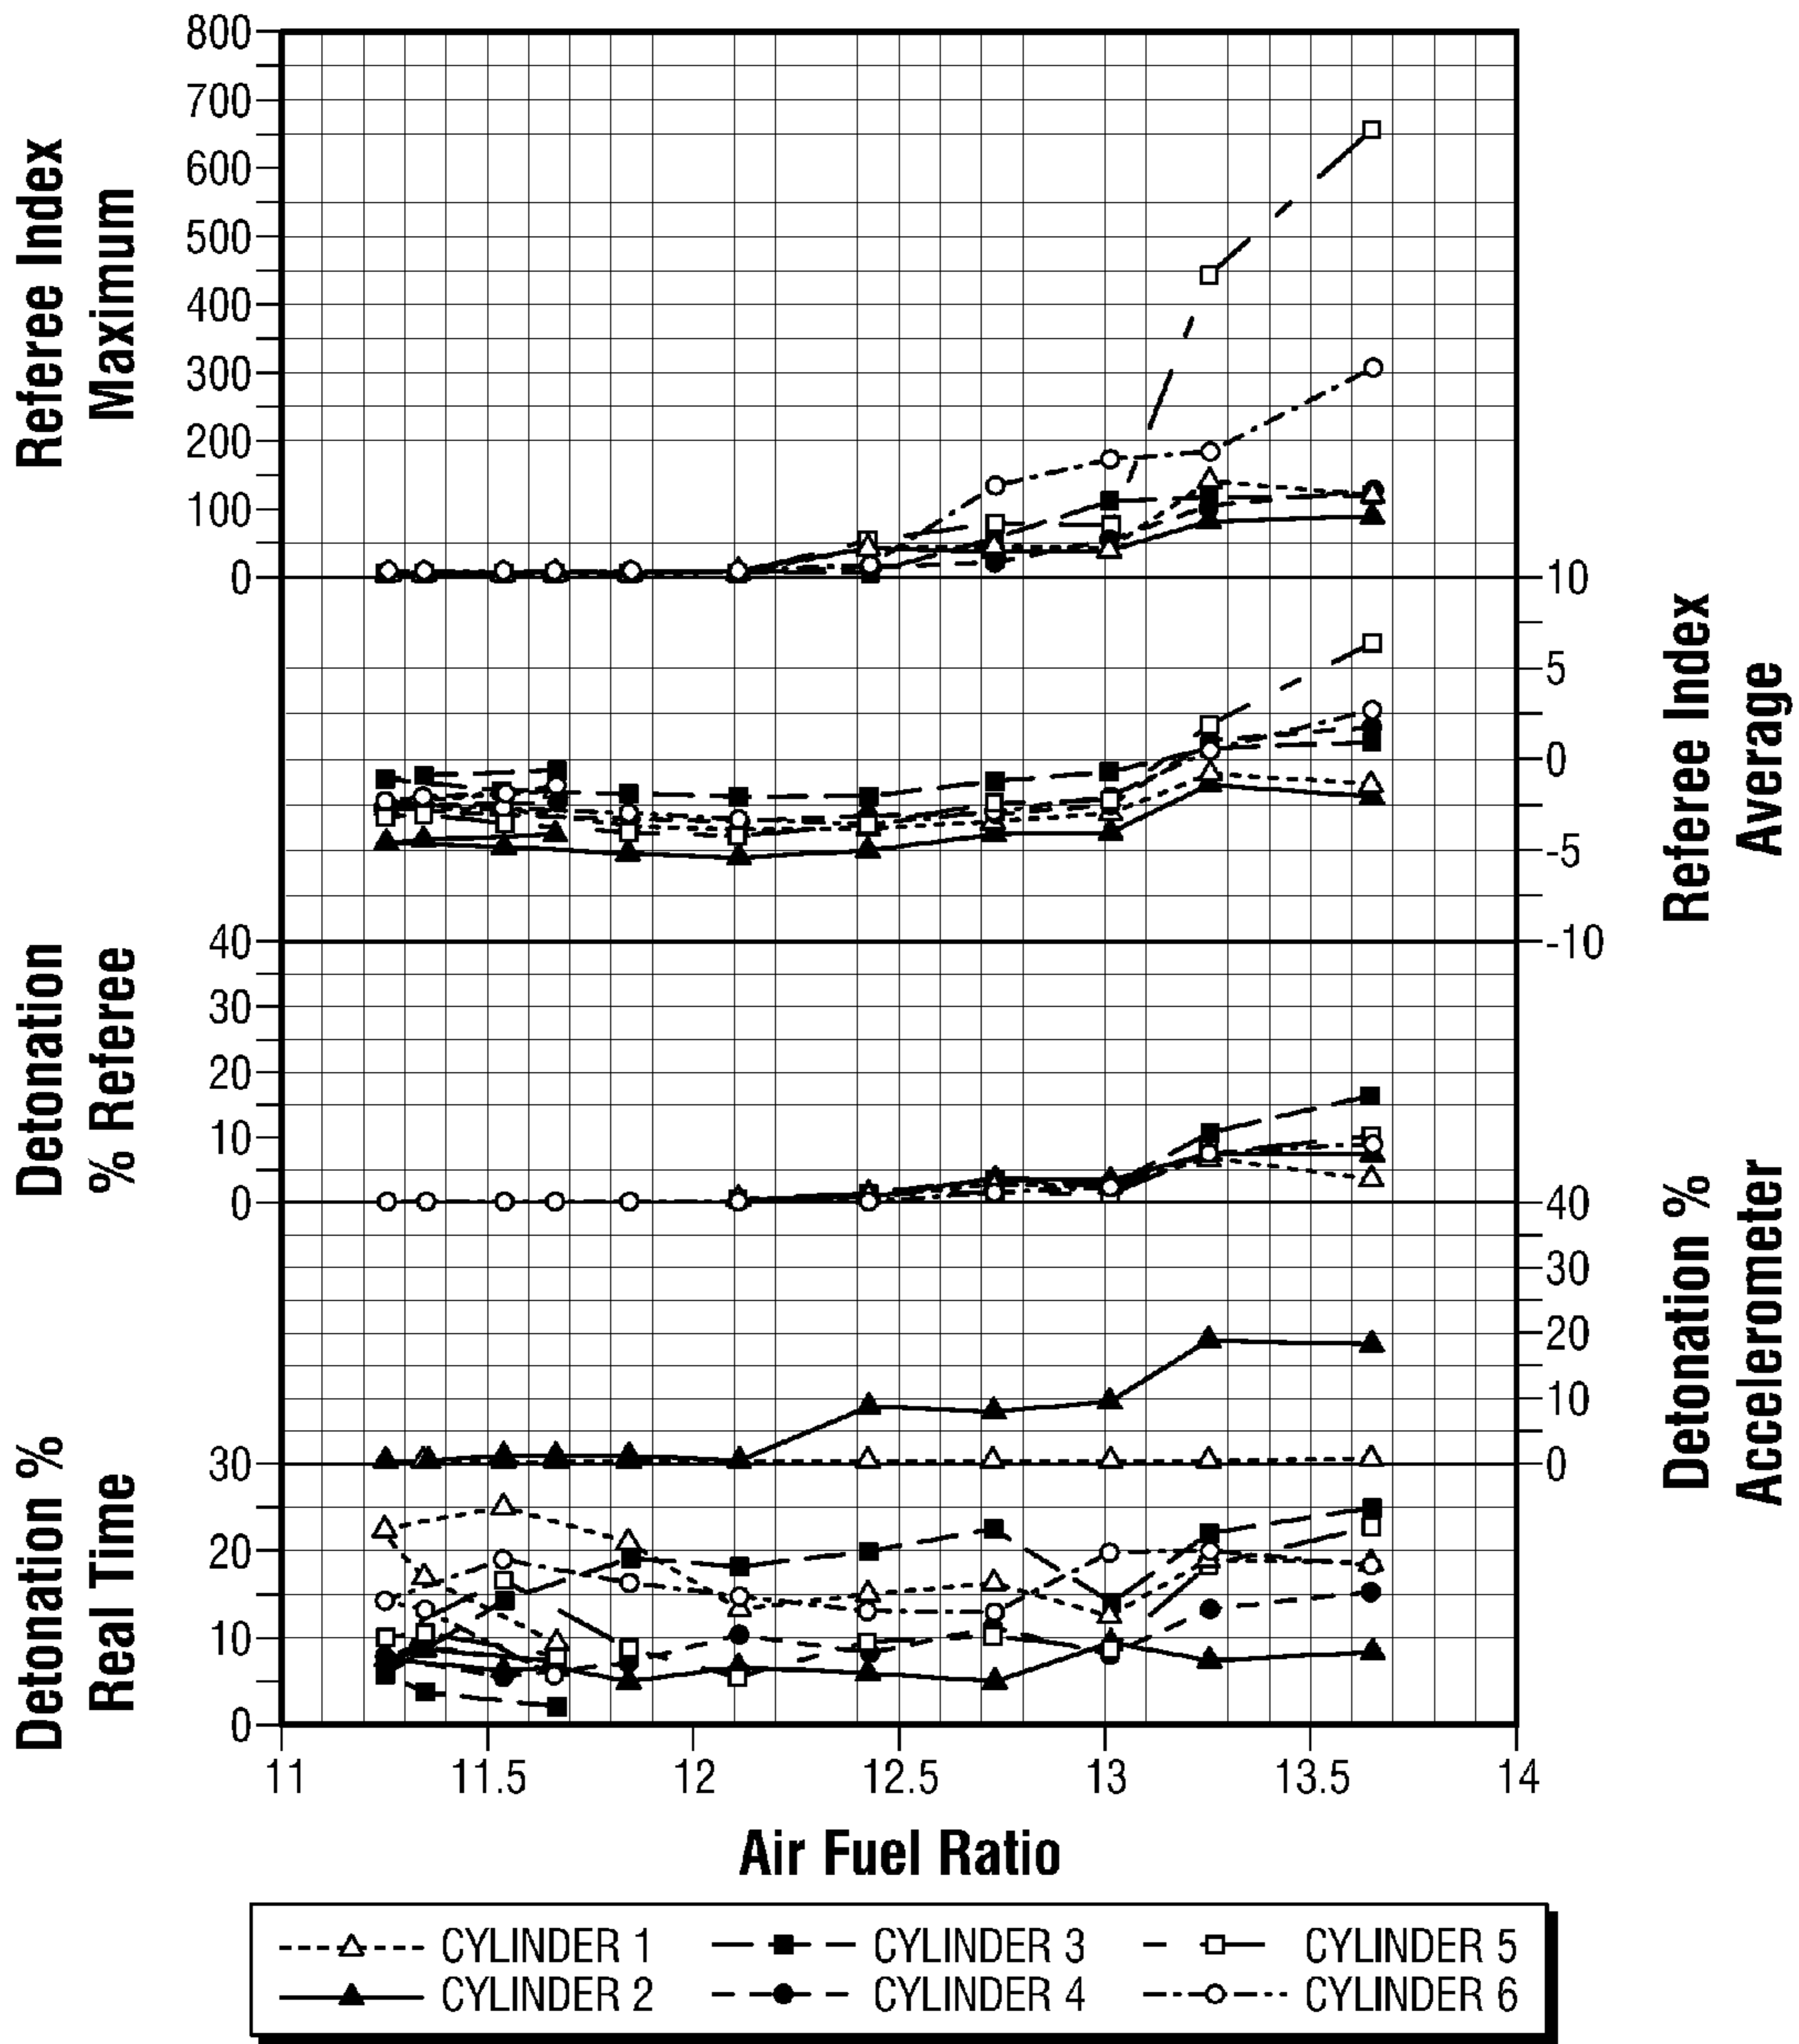 Referee Index
Maximum
800
700
600
500
400
300
200
100
0
10
5
0
-5
-10
Referee Index
Average
Detonation
% Referee
40
30
20
10
0
40
30
20
10
0
Detonation %
Accelerometer
Detonation %
Real Time
30
20
10
0
11 11.5 12 12.5 13 13.5 14
Air Fuel Ratio
CYLINDER 1 CYLINDER 3 CYLINDER 5
CYLINDER 2 CYLINDER 4 CYLINDER 6